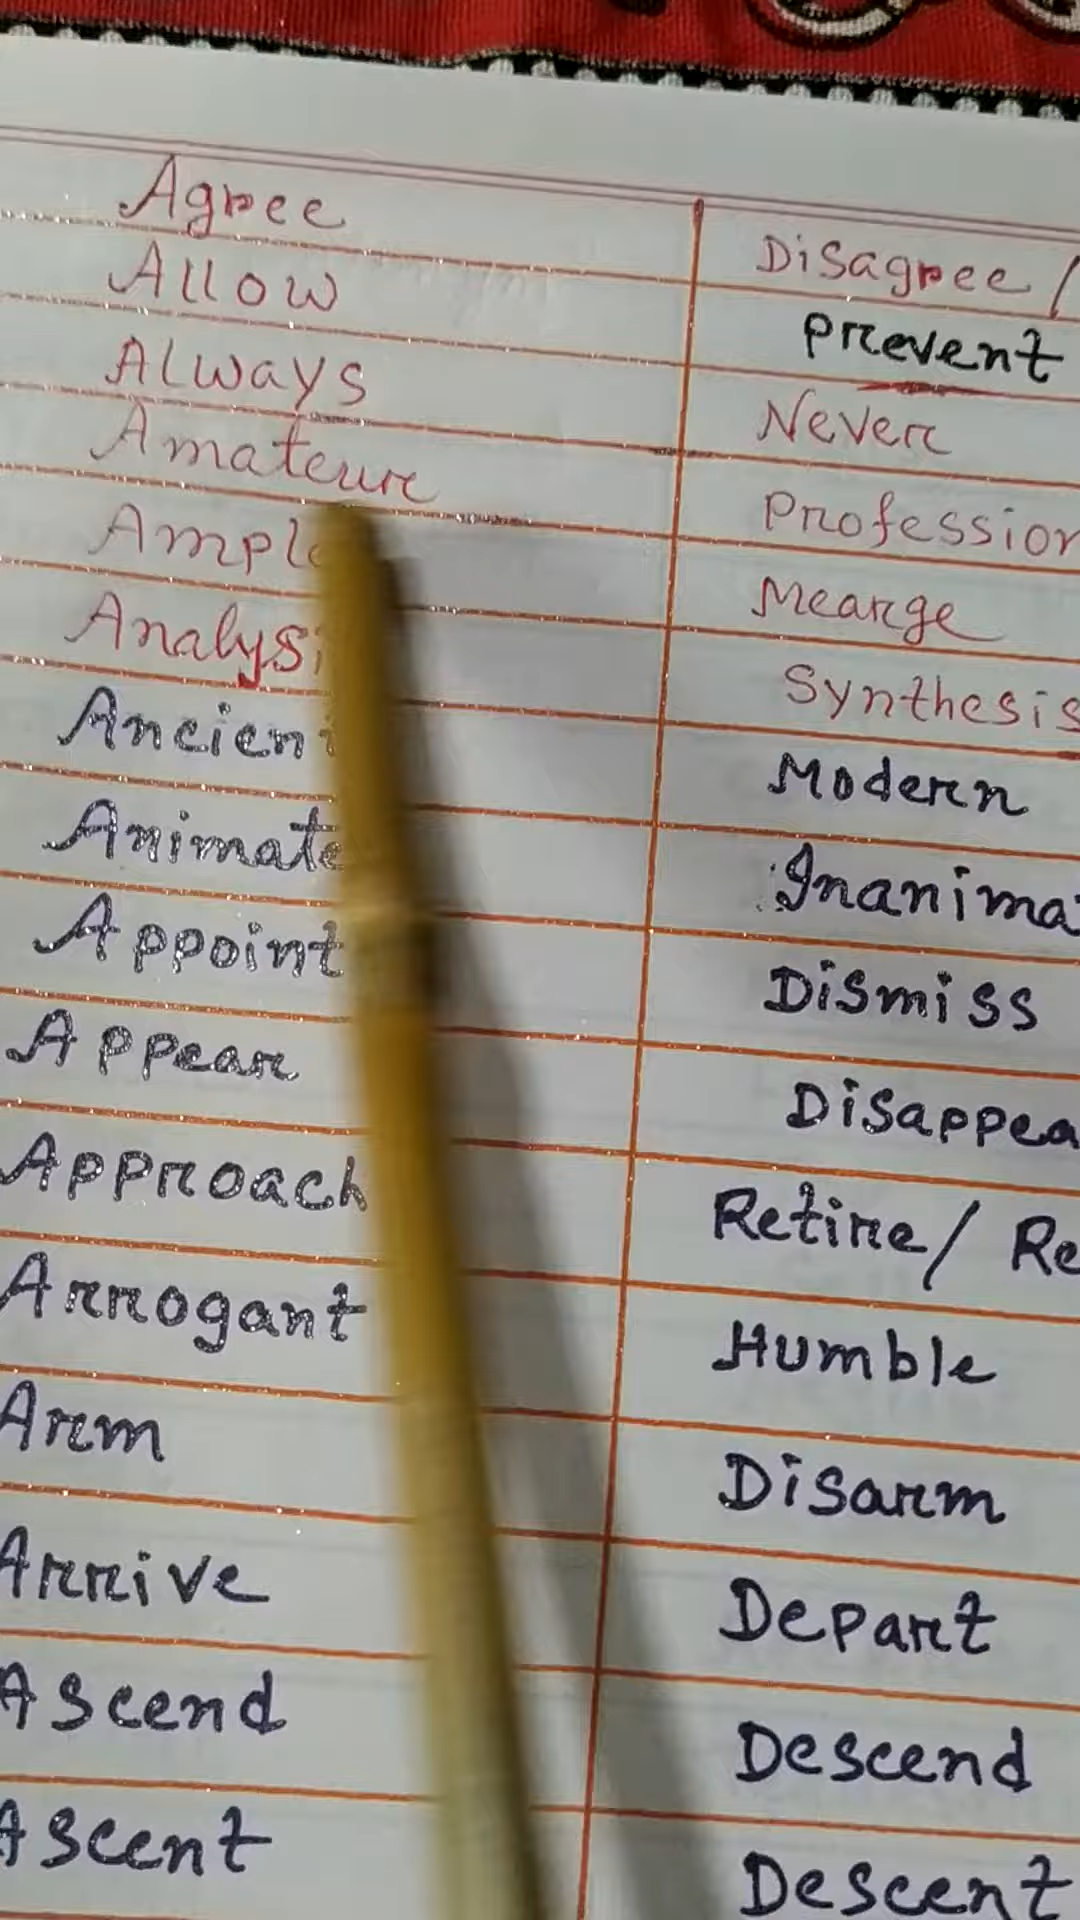 Agree Disagree /
Allow Prevent
Always Never
Amateur Profession
Ampl Mearge
Analysi Synthesis
Ancien Modern
Animate Inanima
Appoint Dismiss
Appear Disappea
Approach Retire / Re
Arrogant Humble
Arm Disarm
Arrive Depart
Ascend Descend
Ascent Descent